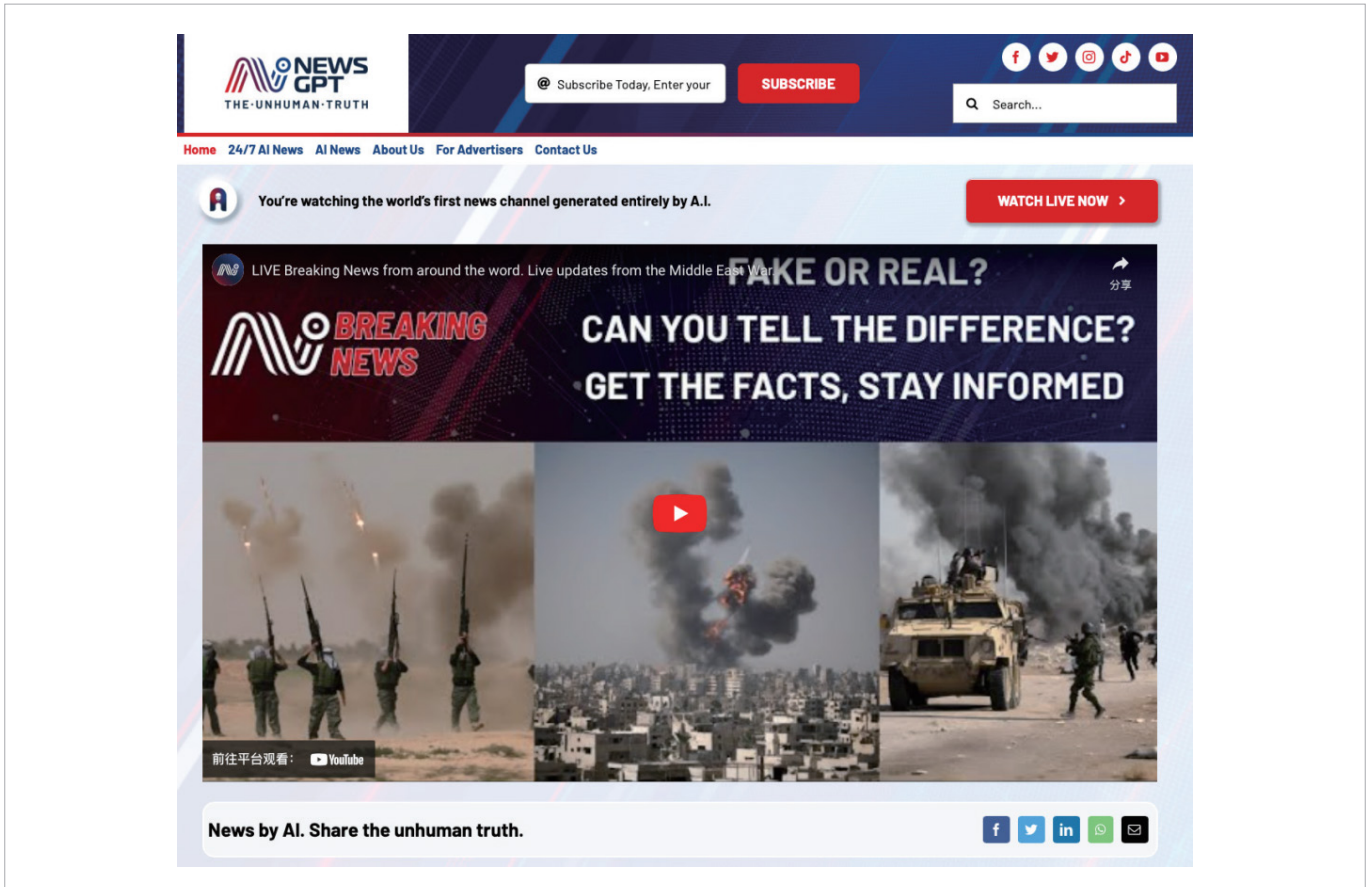 NEWS
GPT
THE·UNHUMAN·TRUTH
@ Subscribe Today, Enter your
SUBSCRIBE
Search...
Home 24/7 AI News AI News About Us For Advertisers Contact Us
You're watching the world's first news channel generated entirely by A.I.
WATCH LIVE NOW >
LIVE Breaking News from around the word. Live updates from the Middle East War.
分享
FAKE OR REAL?
BREAKING
NEWS
CAN YOU TELL THE DIFFERENCE?
GET THE FACTS, STAY INFORMED
前往平台观看： YouTube
News by AI. Share the unhuman truth.